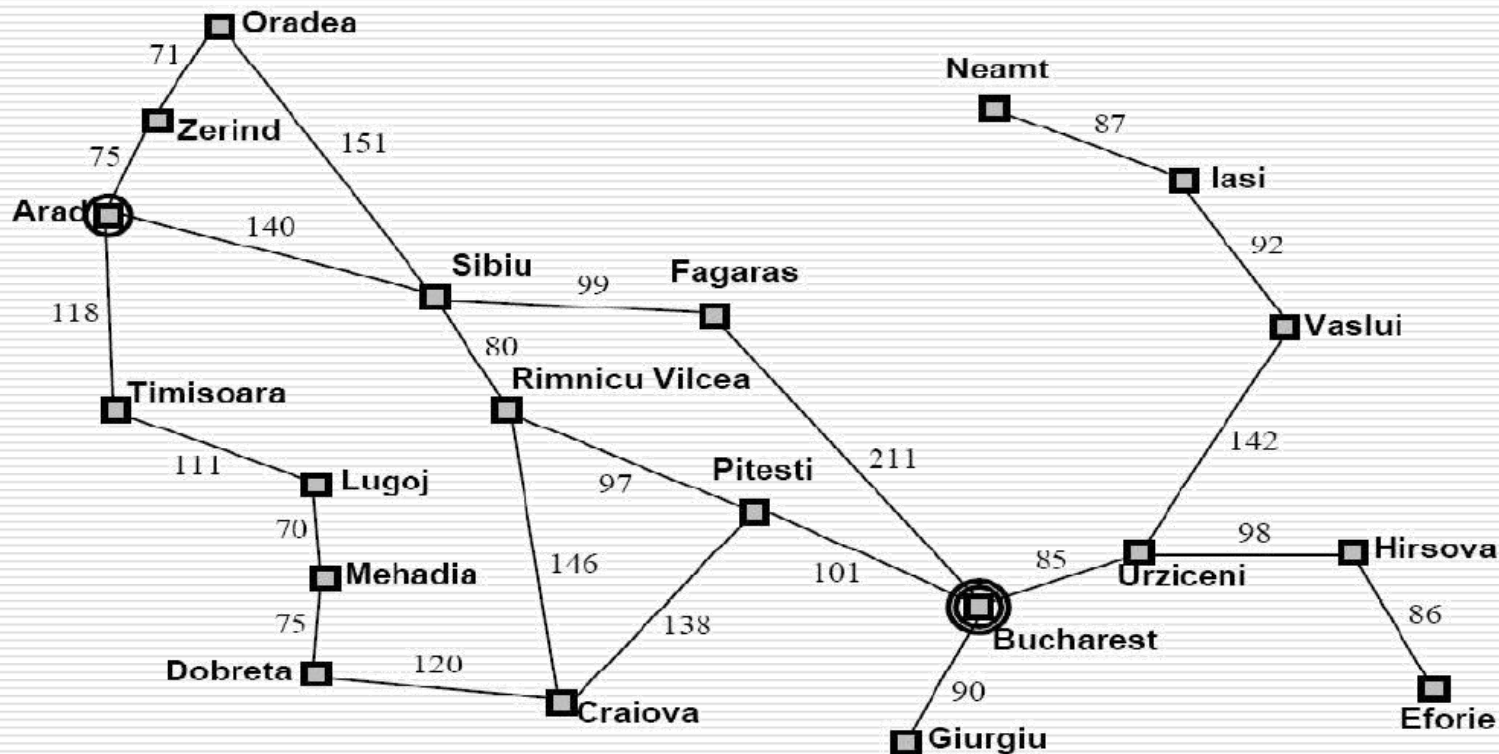 Oradea
71
Neamt
87
Zerind
151
75
Iasi
Arad
140
92
Sibiu
Fagaras
99
118
Vaslui
80
Timisoara
Rimnicu Vilcea
142
111
Pitesti
211
Lugoj
97
70
98
Hirsova
146
85
Mehadia
101
Urziceni
75
138
86
Bucharest
Dobreta
120
90
Craiova
Eforie
Giurgiu